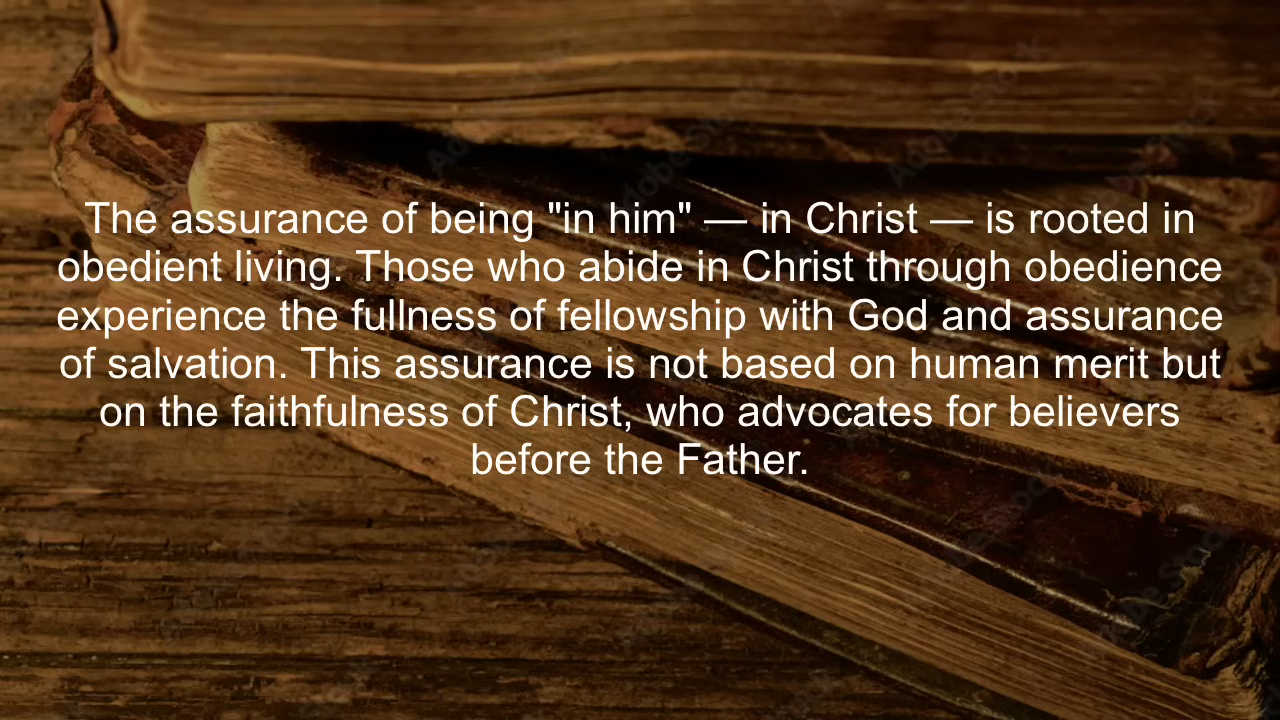 The assurance of being "in him" — in Christ — is rooted in
obedient living. Those who abide in Christ through obedience
experience the fullness of fellowship with God and assurance
of salvation. This assurance is not based on human merit but
on the faithfulness of Christ, who advocates for believers
before the Father.